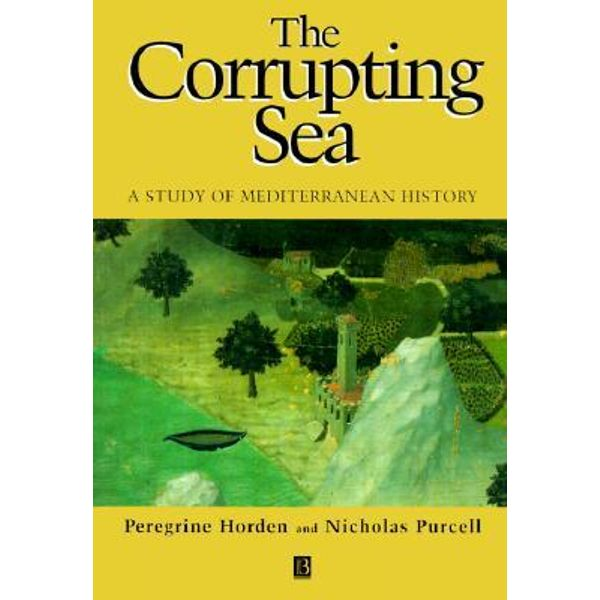 The
Corrupting
Sea
A STUDY OF MEDITERRANEAN HISTORY
Peregrine Horden and Nicholas Purcell
B